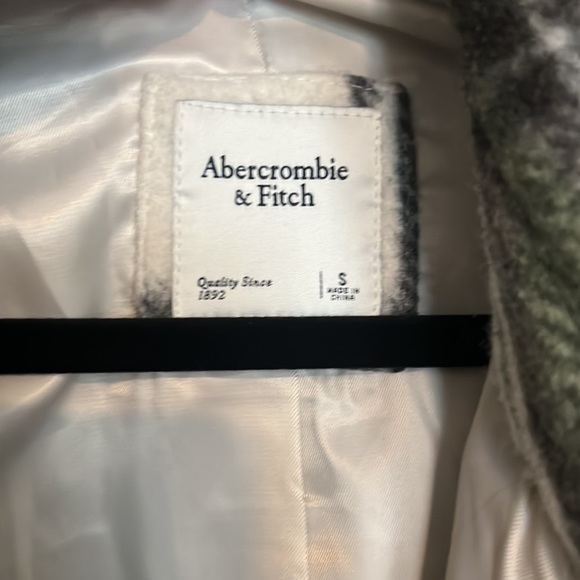 Abercrombie
& Fitch
Quality Since
1892
S
MADE IN
CHINA